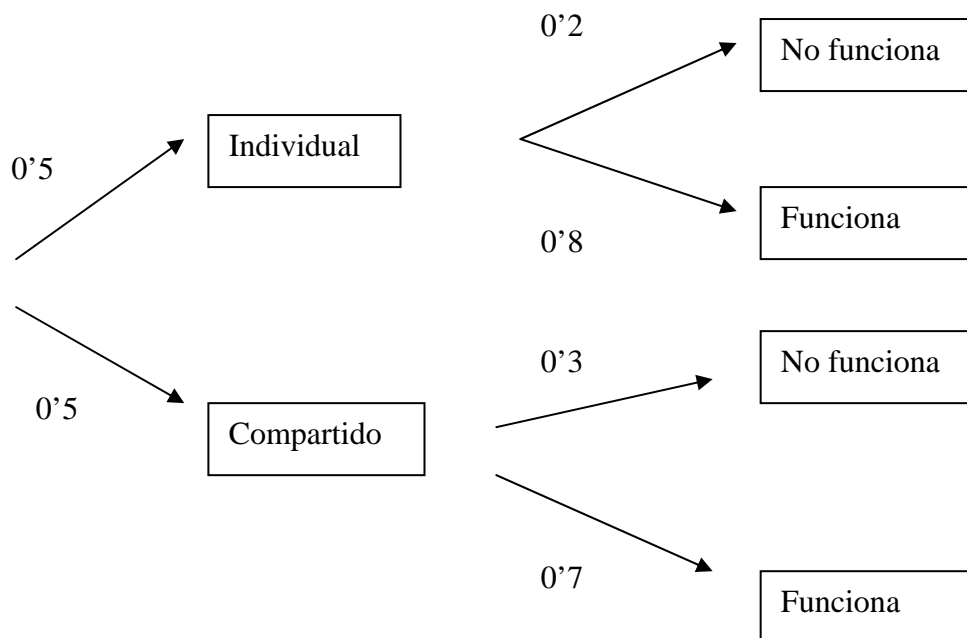 0’2
No funciona
Individual
0’5
Funciona
0’8
No funciona
0’3
0’5
Compartido
0’7
Funciona